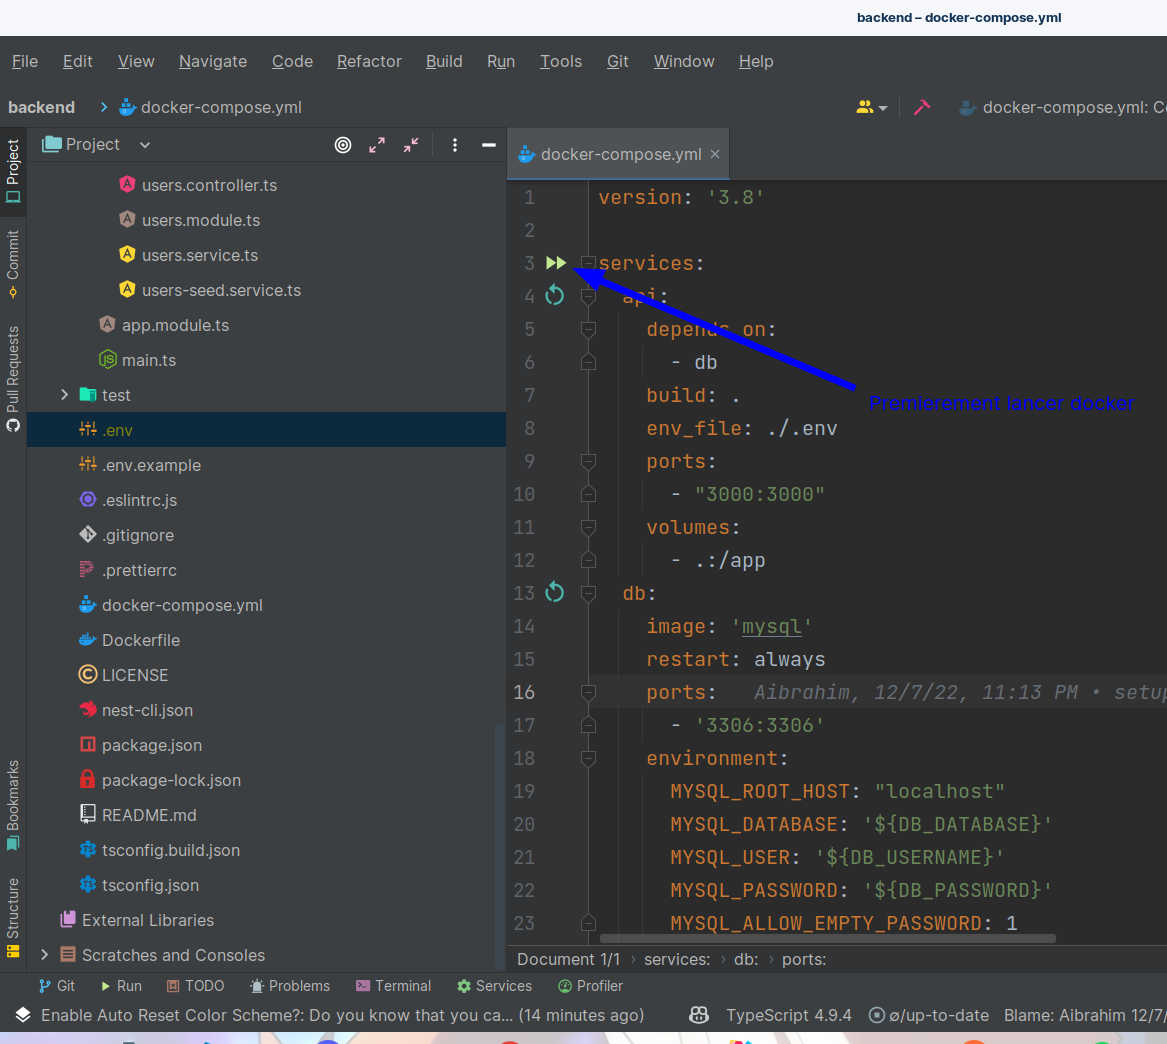 backend – docker-compose.yml
File Edit View Navigate Code Refactor Build Run Tools Git Window Help
backend docker-compose.yml docker-compose.yml: Co
Project
docker-compose.yml
Project
Commit
Pull Requests
Bookmarks
Structure
users.controller.ts
users.module.ts
users.service.ts
users-seed.service.ts
app.module.ts
main.ts
test
.env
.env.example
.eslintrc.js
.gitignore
.prettierrc
docker-compose.yml
Dockerfile
LICENSE
nest-cli.json
package.json
package-lock.json
README.md
tsconfig.build.json
tsconfig.json
External Libraries
Scratches and Consoles
1 version: '3.8'
2
3 services:
4 api:
5 depends_on:
6 - db
7 build: .
8 env_file: ./.env
9 ports:
10 - "3000:3000"
11 volumes:
12 - .:/app
13 db:
14 image: 'mysql'
15 restart: always
16 ports: Aibrahim, 12/7/22, 11:13 PM • setup
17 - '3306:3306'
18 environment:
19 MYSQL_ROOT_HOST: "localhost"
20 MYSQL_DATABASE: '${DB_DATABASE}'
21 MYSQL_USER: '${DB_USERNAME}'
22 MYSQL_PASSWORD: '${DB_PASSWORD}'
23 MYSQL_ALLOW_EMPTY_PASSWORD: 1
Premierement lancer docker
Document 1/1 › services: › db: › ports:
Git Run TODO Problems Terminal Services Profiler
Enable Auto Reset Color Scheme?: Do you know that you ca... (14 minutes ago) TypeScript 4.9.4 ø/up-to-date Blame: Aibrahim 12/7/